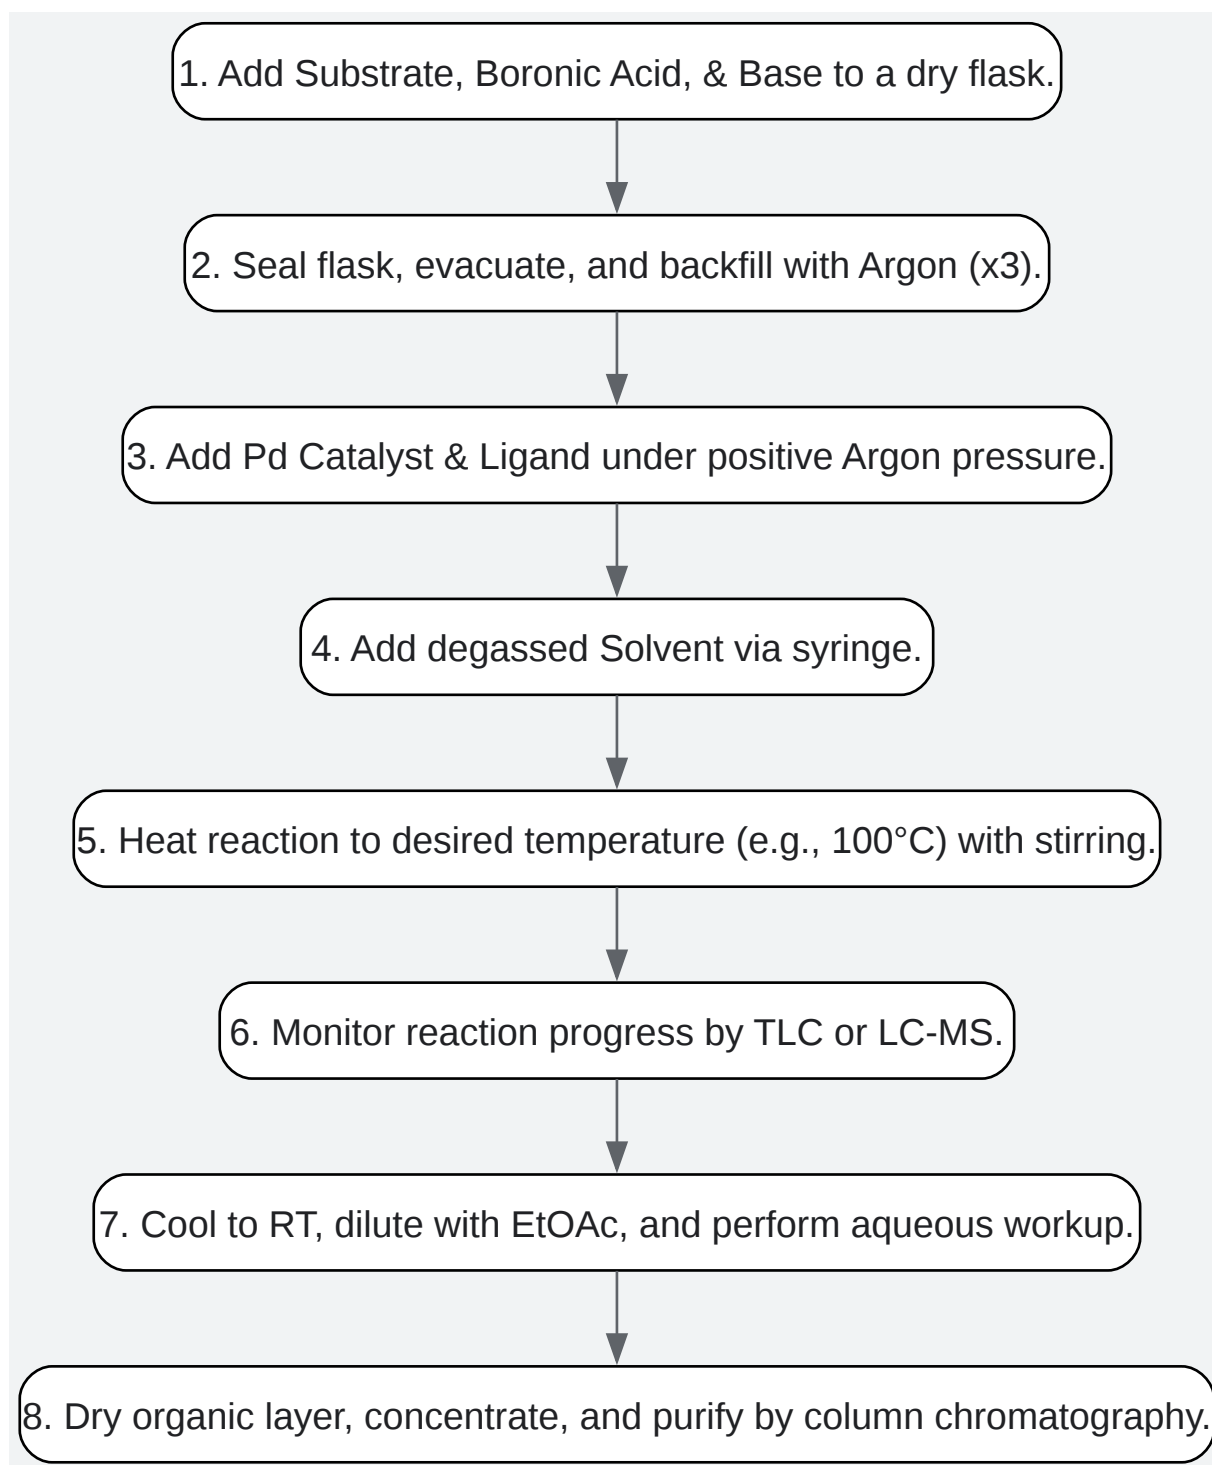 1. Add Substrate, Boronic Acid, & Base to a dry flask.
2. Seal flask, evacuate, and backfill with Argon (x3).
3. Add Pd Catalyst & Ligand under positive Argon pressure.
4. Add degassed Solvent via syringe.
5. Heat reaction to desired temperature (e.g., 100°C) with stirring.
6. Monitor reaction progress by TLC or LC-MS.
7. Cool to RT, dilute with EtOAc, and perform aqueous workup.
8. Dry organic layer, concentrate, and purify by column chromatography.